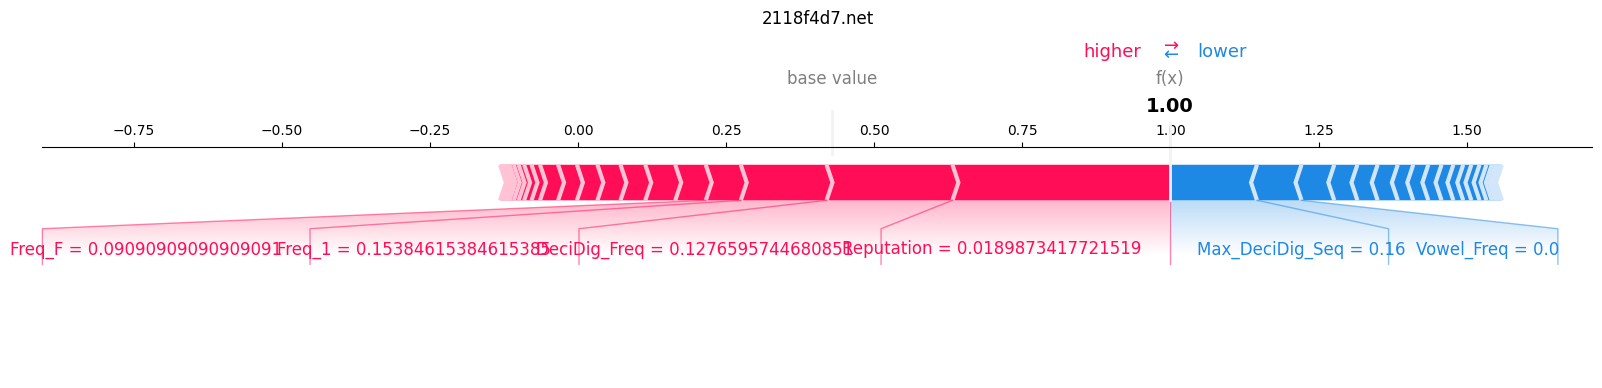 2118f4d7.net
higher → ← lower
base value f(x)
1.00
−0.75 −0.50 −0.25 0.00 0.25 0.50 0.75 1.00 1.25 1.50
Freq_F = 0.09090909090909091 Freq_1 = 0.15384615384615385 DeciDig_Freq = 0.1276595744680851 Reputation = 0.0189873417721519 Max_DeciDig_Seq = 0.16 Vowel_Freq = 0.0